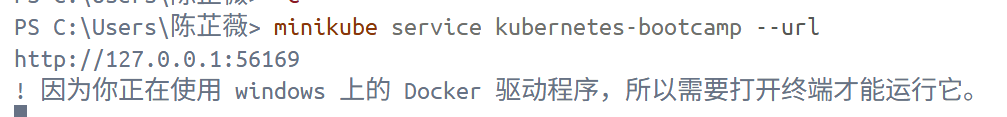 PS C:\Users\陈芷薇> minikube service kubernetes-bootcamp --url
http://127.0.0.1:56169
! 因为你正在使用 windows 上的 Docker 驱动程序，所以需要打开终端才能运行它。